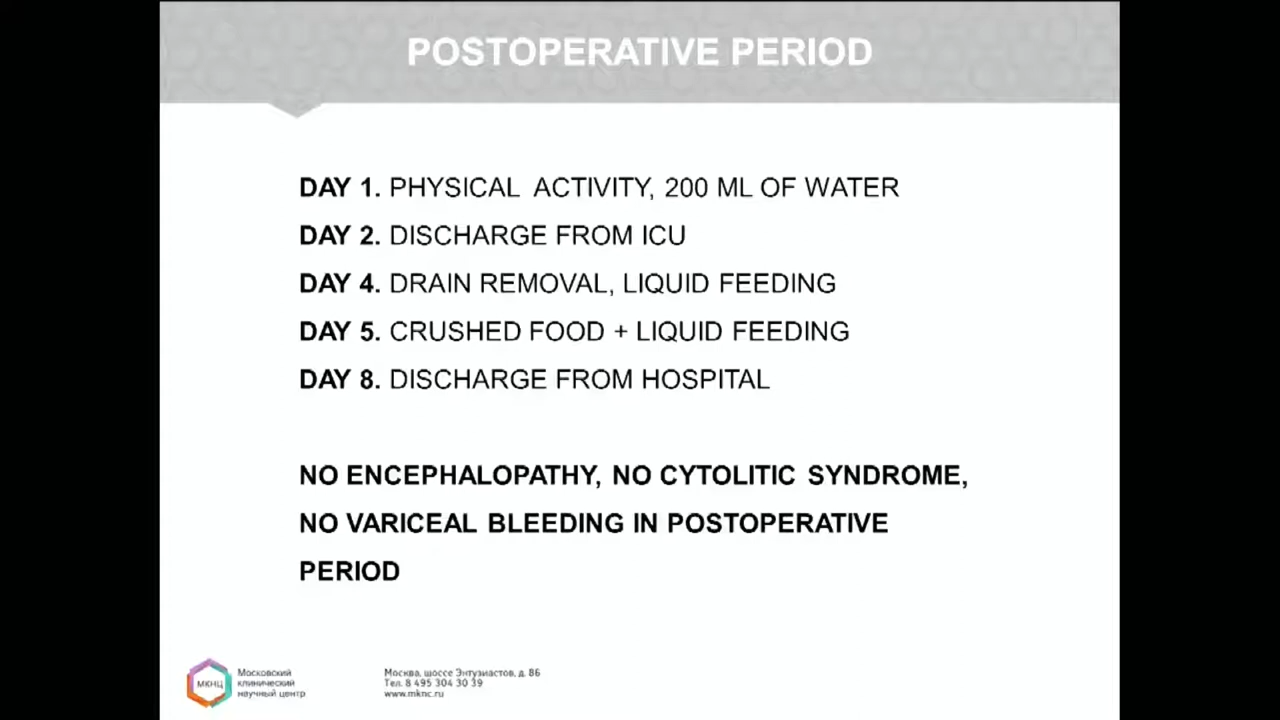 POSTOPERATIVE PERIOD
DAY 1. PHYSICAL ACTIVITY, 200 ML OF WATER
DAY 2. DISCHARGE FROM ICU
DAY 4. DRAIN REMOVAL, LIQUID FEEDING
DAY 5. CRUSHED FOOD + LIQUID FEEDING
DAY 8. DISCHARGE FROM HOSPITAL
NO ENCEPHALOPATHY, NO CYTOLITIC SYNDROME,
NO VARICEAL BLEEDING IN POSTOPERATIVE
PERIOD
МКНЦ
Московский
клинический
научный центр
Москва, шоссе Энтузиастов, д. 86
Тел. 8 495 304 30 39
www.mknc.ru